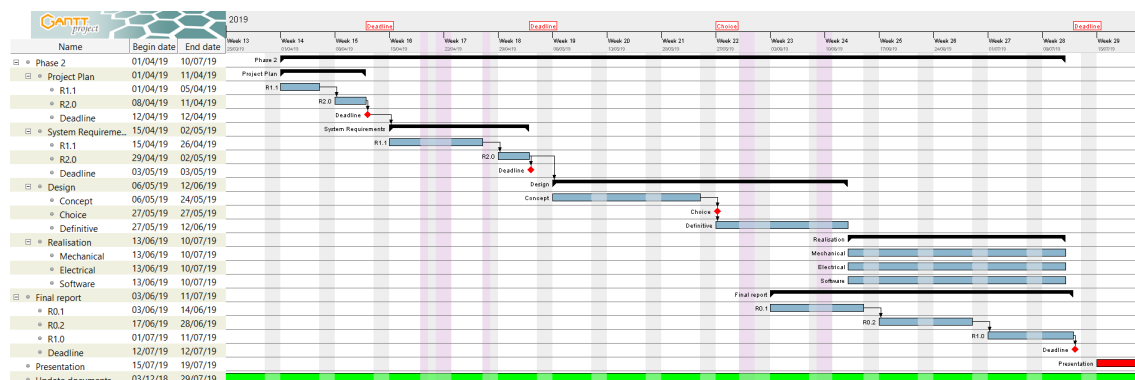 GANTT
project
2019
Deadline Deadline Choice Deadline
Week 13 Week 14 Week 15 Week 16 Week 17 Week 18 Week 19 Week 20 Week 21 Week 22 Week 23 Week 24 Week 25 Week 26 Week 27 Week 28 Week 29
Name Begin date End date
Phase 2 01/04/19 10/07/19 Phase 2
Project Plan 01/04/19 11/04/19 Project Plan
R1.1 01/04/19 05/04/19 R1.1
R2.0 08/04/19 11/04/19 R2.0
Deadline 12/04/19 12/04/19 Deadline
System Requireme... 15/04/19 02/05/19 System Requirements
R1.1 15/04/19 26/04/19 R1.1
R2.0 29/04/19 02/05/19 R2.0
Deadline 03/05/19 03/05/19 Deadline
Design 06/05/19 12/06/19 Design
Concept 06/05/19 24/05/19 Concept
Choice 27/05/19 27/05/19 Choice
Definitive 27/05/19 12/06/19 Definitive
Realisation 13/06/19 10/07/19 Realisation
Mechanical 13/06/19 10/07/19 Mechanical
Electrical 13/06/19 10/07/19 Electrical
Software 13/06/19 10/07/19 Software
Final report 03/06/19 11/07/19 Final report
R0.1 03/06/19 14/06/19 R0.1
R0.2 17/06/19 28/06/19 R0.2
R1.0 01/07/19 11/07/19 R1.0
Deadline 12/07/19 12/07/19 Deadline
Presentation 15/07/19 19/07/19 Presentation
Update documents 03/12/18 29/07/19